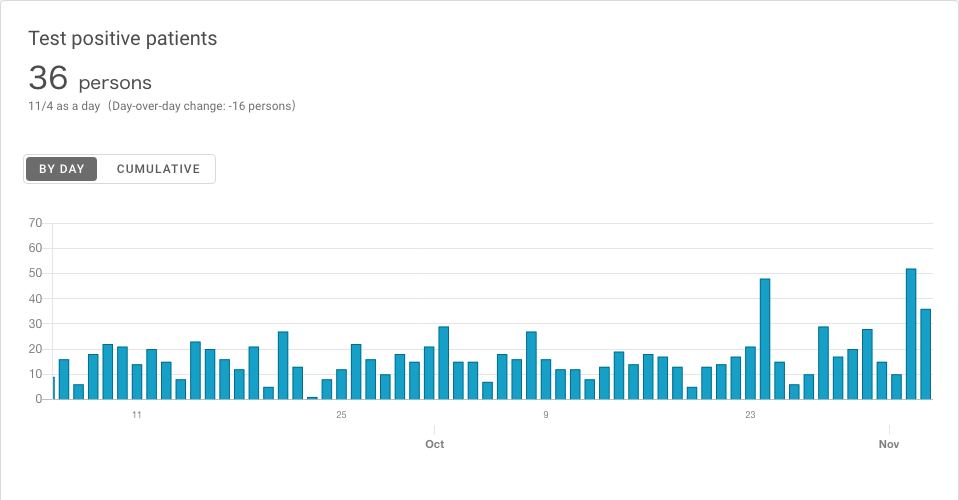 Test positive patients
36 persons
11/4 as a day（Day-over-day change: -16 persons）
BY DAY
CUMULATIVE
70
60
50
40
30
20
10
0
11
25
9
23
Oct
Nov